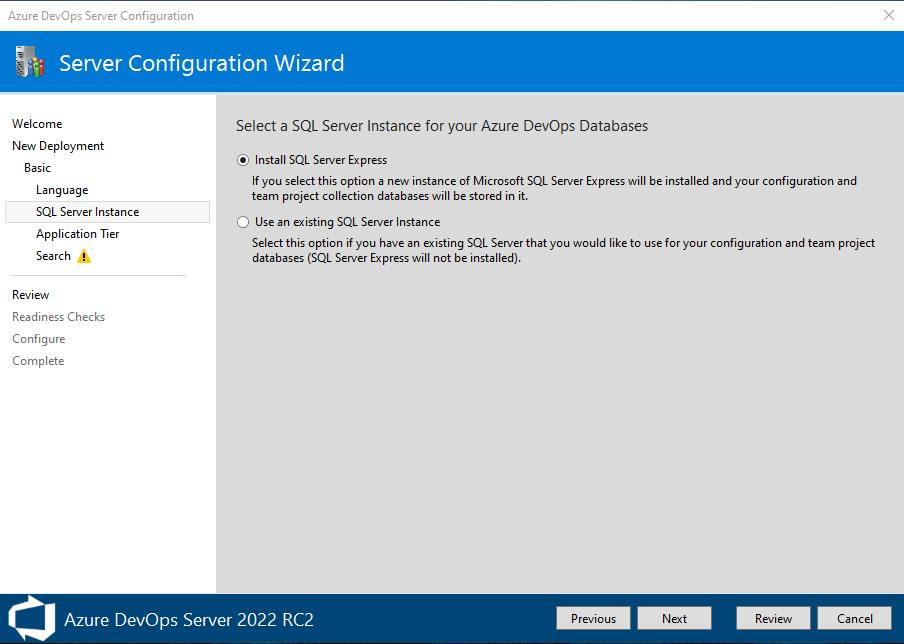 Azure DevOps Server Configuration
Server Configuration Wizard
Welcome
New Deployment
Basic
Language
SQL Server Instance
Application Tier
Search
Review
Readiness Checks
Configure
Complete
Select a SQL Server Instance for your Azure DevOps Databases
Install SQL Server Express
If you select this option a new instance of Microsoft SQL Server Express will be installed and your configuration and
team project collection databases will be stored in it.
Use an existing SQL Server Instance
Select this option if you have an existing SQL Server that you would like to use for your configuration and team project
databases (SQL Server Express will not be installed).
Azure DevOps Server 2022 RC2
Previous
Next
Review
Cancel